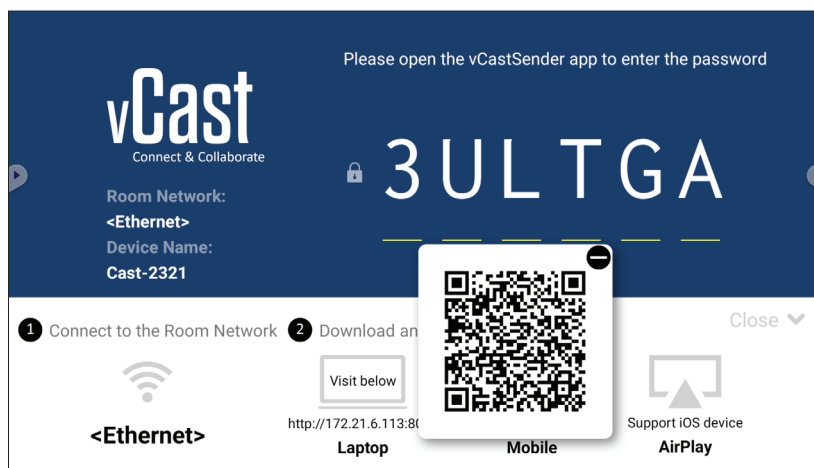 Please open the vCastSender app to enter the password
vCast
Connect & Collaborate
3ULTGA
Room Network:
<Ethernet>
Device Name:
Cast-2321
1 Connect to the Room Network
2 Download an
Close
Visit below
http://172.21.6.113:80
Support iOS device
<Ethernet>
Laptop
Mobile
AirPlay